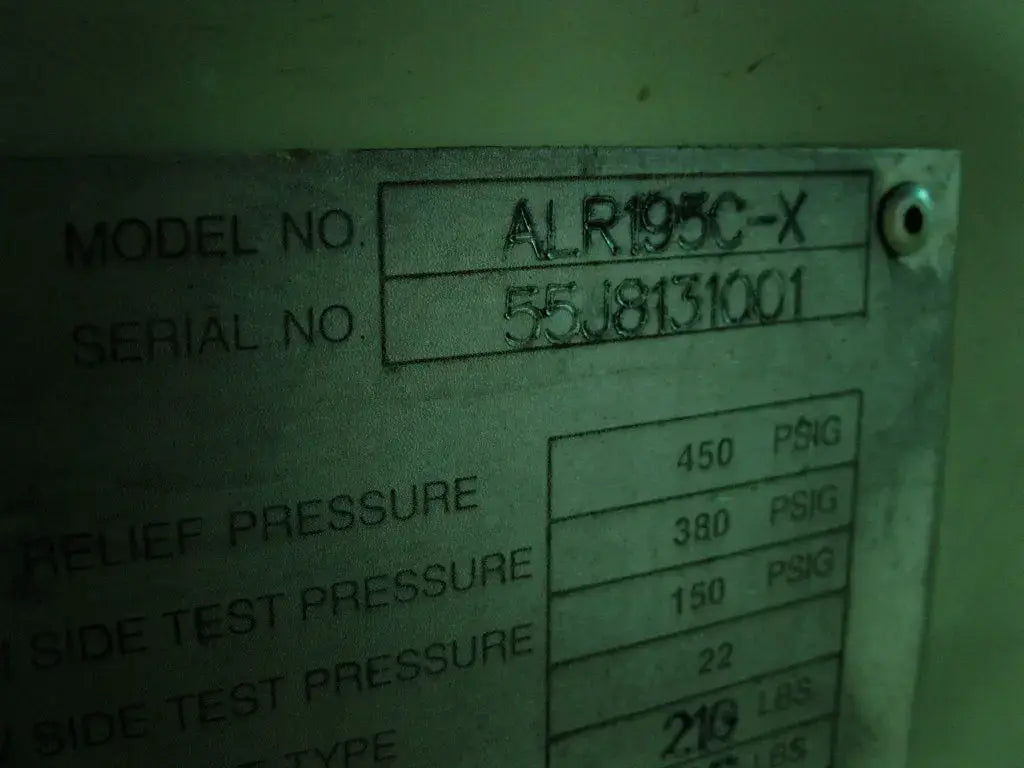 MODEL NO. ALR195C-X
SERIAL NO. 55J8131001
RELIEF PRESSURE 450 PSIG
SIDE TEST PRESSURE 380 PSIG
SIDE TEST PRESSURE 150 PSIG
TYPE 22
210 LBS
LBS